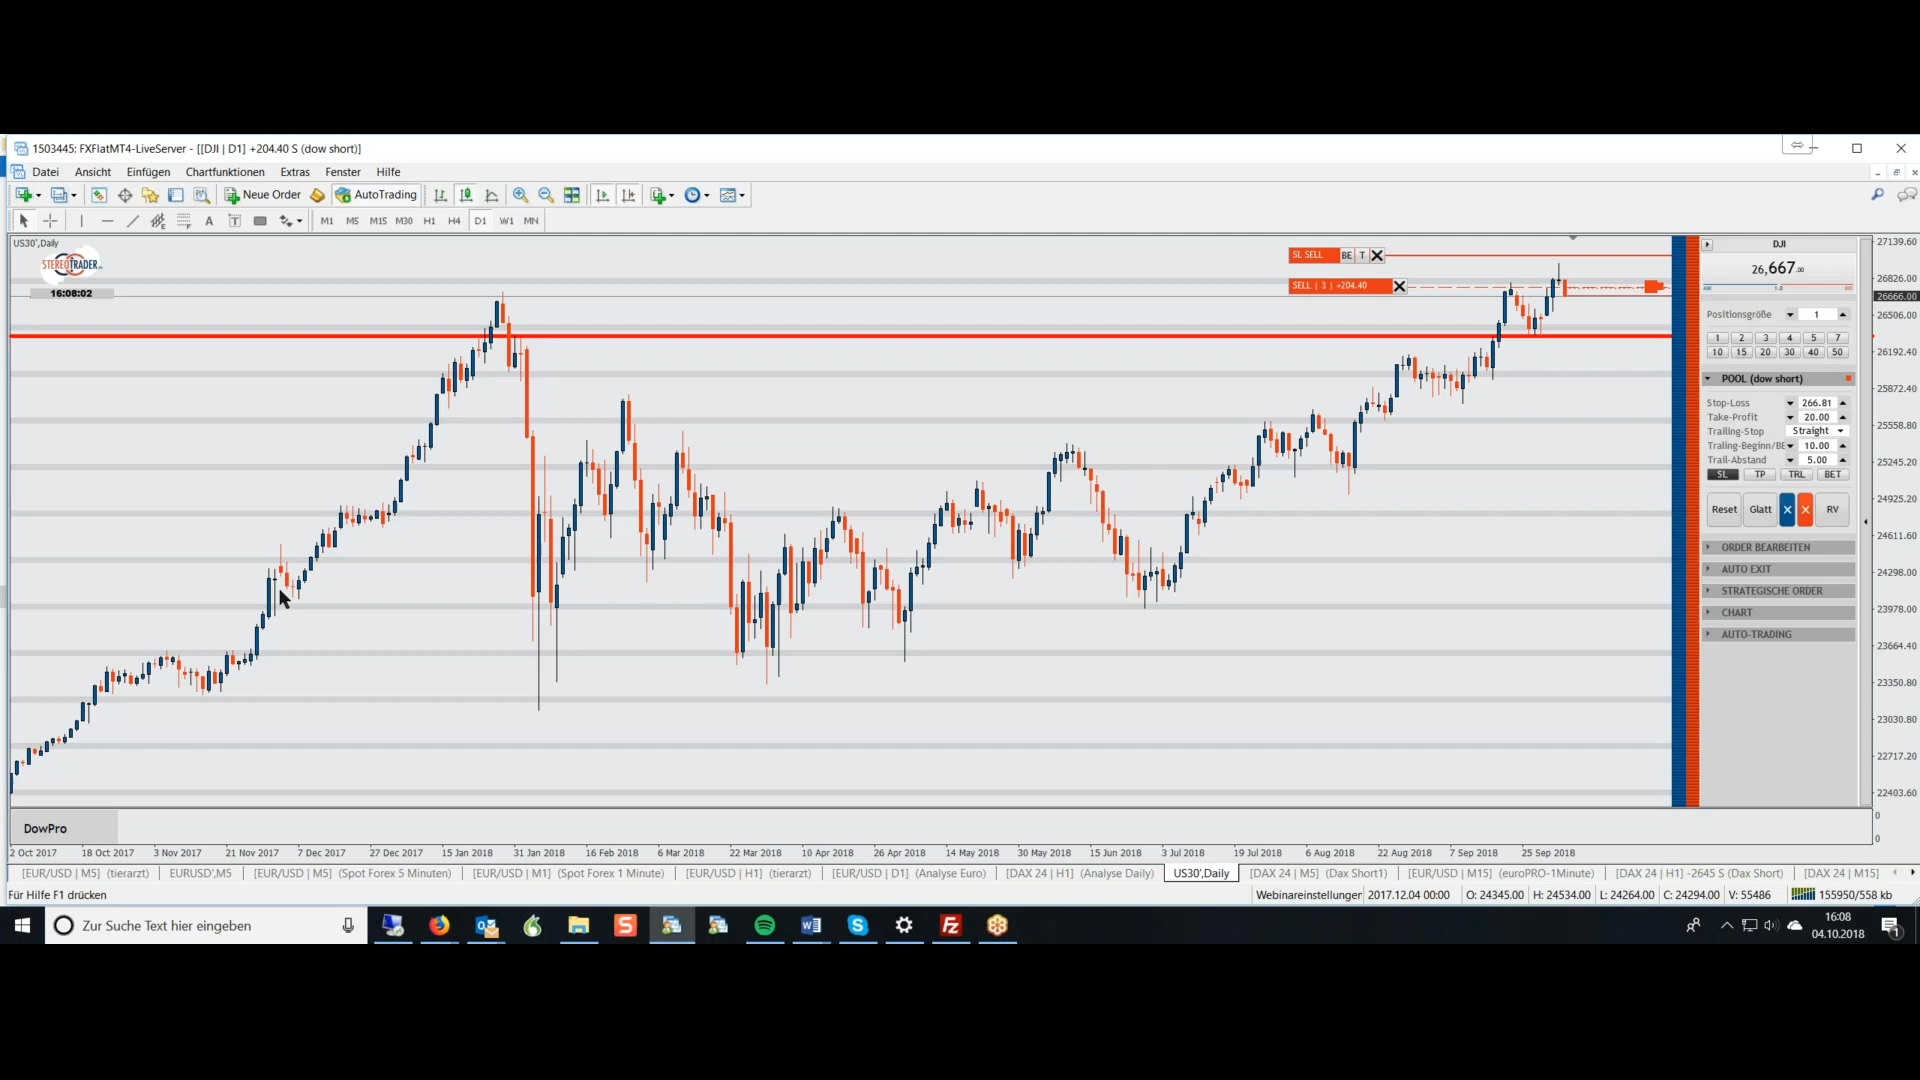 1503445: FXFlatMT4-LiveServer - [[DJI | D1] +204.40 S (dow short)]
Datei Ansicht Einfügen Chartfunktionen Extras Fenster Hilfe
Neue Order AutoTrading
M1 M5 M15 M30 H1 H4 D1 W1 MN
US30',Daily
STEREOTRADER
16:08:02
SL SELL BE T
SELL | 3 | +204.40
DJI
26,667.00
Positionsgröße 1
1 2 3 4 5 7
10 15 20 30 40 50
POOL (dow short)
Stop-Loss 266.81
Take-Profit 20.00
Trailing-Stop Straight
Traling-Beginn/BE 10.00
Trail-Abstand 5.00
SL TP TRL BET
Reset Glatt X X RV
ORDER BEARBEITEN
AUTO EXIT
STRATEGISCHE ORDER
CHART
AUTO-TRADING
27139.60
26826.00
26666.00
26506.00
26192.40
25872.40
25558.80
25245.20
24925.20
24611.60
24298.00
23978.00
23664.40
23350.80
23030.80
22717.20
22403.60
0
0
DowPro
2 Oct 2017 18 Oct 2017 3 Nov 2017 21 Nov 2017 7 Dec 2017 27 Dec 2017 15 Jan 2018 31 Jan 2018 16 Feb 2018 6 Mar 2018 22 Mar 2018 10 Apr 2018 26 Apr 2018 14 May 2018 30 May 2018 15 Jun 2018 3 Jul 2018 19 Jul 2018 6 Aug 2018 22 Aug 2018 7 Sep 2018 25 Sep 2018
[EUR/USD | M5] (tierarzt) EURUSD',M5 [EUR/USD | M5] (Spot Forex 5 Minuten) [EUR/USD | M1] (Spot Forex 1 Minute) [EUR/USD | H1] (tierarzt) [EUR/USD | D1] (Analyse Euro) [DAX 24 | H1] (Analyse Daily) US30',Daily [DAX 24 | M5] (Dax Short1) [EUR/USD | M15] (euroPRO-1Minute) [DAX 24 | H1] -2645 S (Dax Short) [DAX 24 | M15]
Für Hilfe F1 drücken Webinareinstellunger 2017.12.04 00:00 O: 24345.00 H: 24534.00 L: 24264.00 C: 24294.00 V: 55486 155950/558 kb
Zur Suche Text hier eingeben
16:08
04.10.2018
1